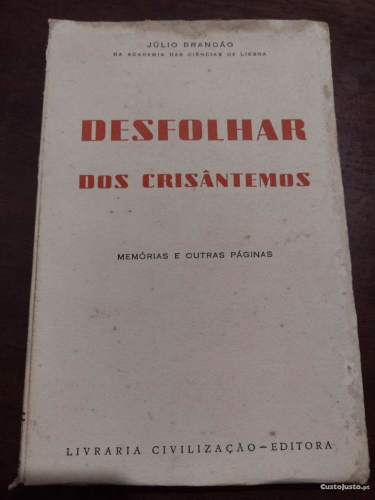 JÚLIO BRANDÃO
DA ACADEMIA DAS CIÊNCIAS DE LISBOA
DESFOLHAR
DOS CRISÂNTEMOS
MEMÓRIAS E OUTRAS PÁGINAS
LIVRARIA CIVILIZAÇÃO—EDITORA
CustoJusto.pt